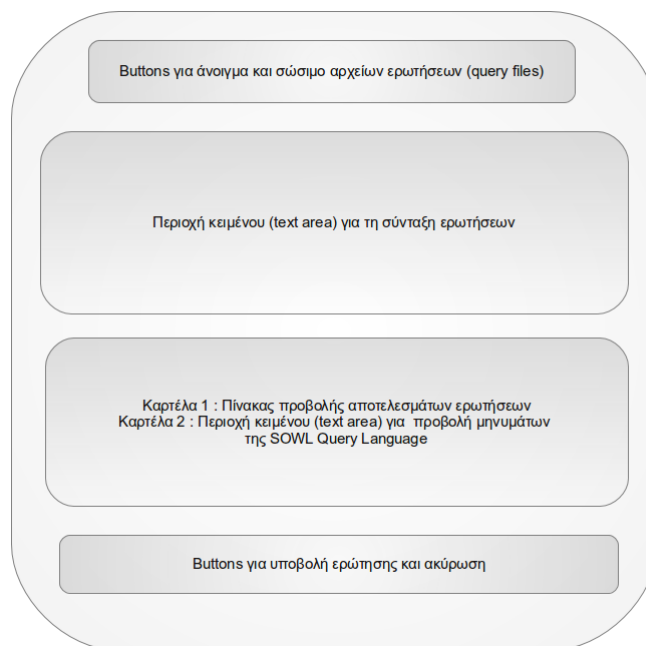 Buttons για άνοιγμα και σώσιμο αρχείων ερωτήσεων (query files)
Περιοχή κειμένου (text area) για τη σύνταξη ερωτήσεων
Καρτέλα 1 : Πίνακας προβολής αποτελεσμάτων ερωτήσεων
Καρτέλα 2 : Περιοχή κειμένου (text area) για προβολή μηνυμάτων
της SOWL Query Language
Buttons για υποβολή ερώτησης και ακύρωση